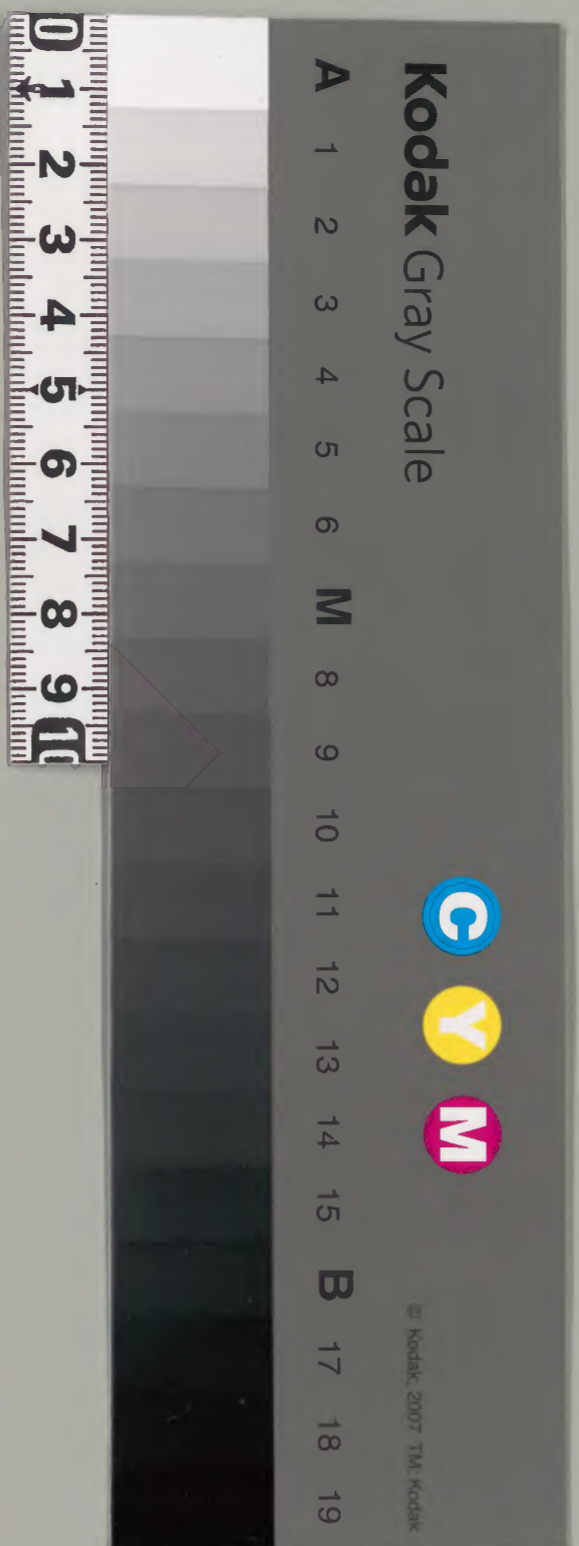 Kodak Gray Scale
C Y M
© Kodak, 2007 TM: Kodak
A 1 2 3 4 5 6 M 8 9 10 11 12 13 14 15 B 17 18 19
0 1 2 3 4 5 6 7 8 9 10